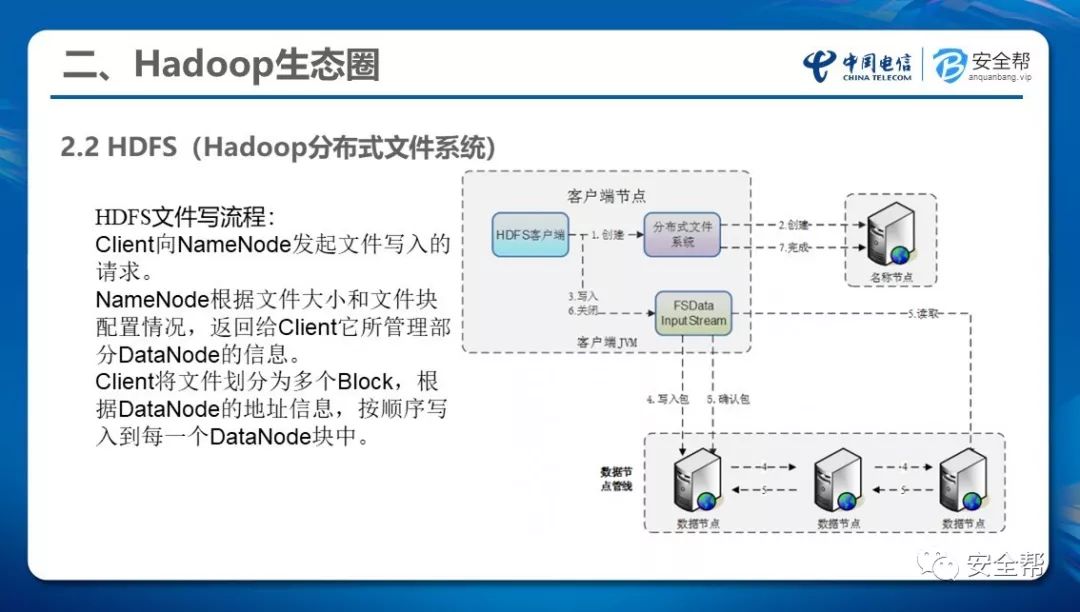 二、Hadoop生态圈
中国电信
CHINA TELECOM
安全帮
anquanbang.vip
2.2 HDFS（Hadoop分布式文件系统）
HDFS文件写流程：
Client向NameNode发起文件写入的
请求。
NameNode根据文件大小和文件块
配置情况，返回给Client它所管理部
分DataNode的信息。
Client将文件划分为多个Block，根
据DataNode的地址信息，按顺序写
入到每一个DataNode块中。
客户端节点
HDFS客户端
1.创建
分布式文件
系统
2.创建
7.完成
名称节点
3.写入
6.关闭
FSData
InputStream
5.读取
客户端JVM
4.写入包
5.确认包
数据节
点管线
4
5
4
5
数据节点
数据节点
数据节点
安全帮